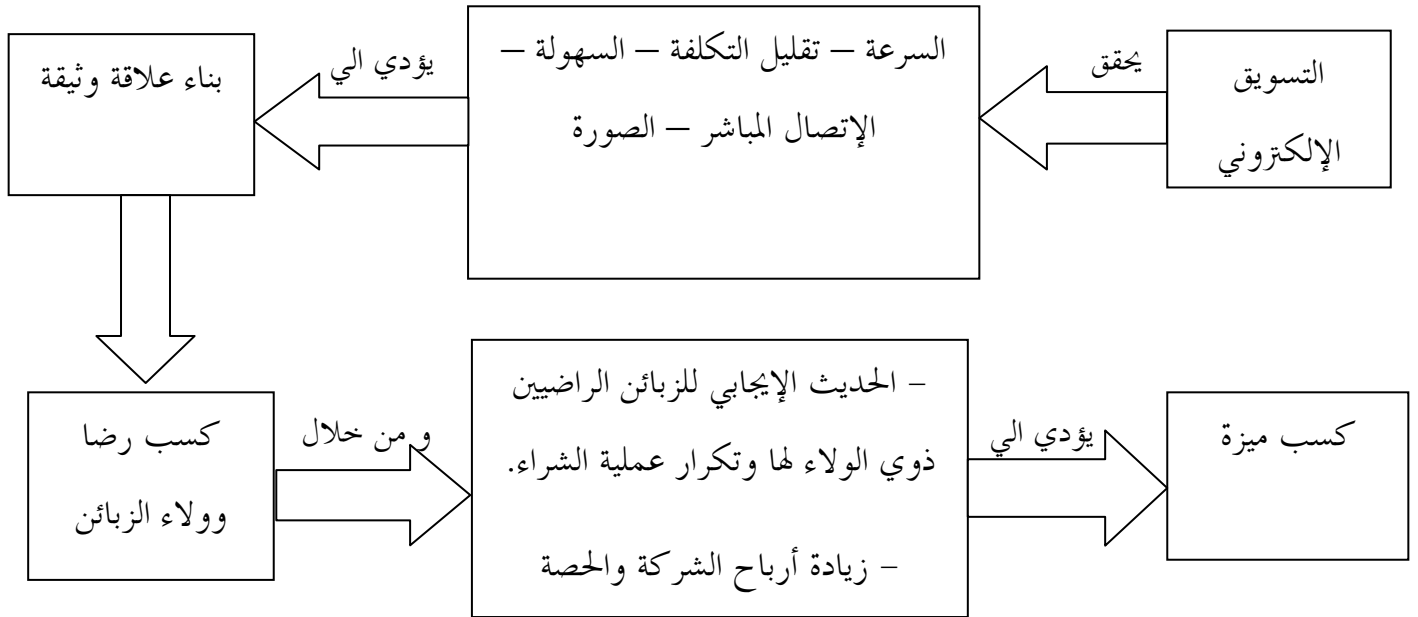 التسويق
الإلكتروني
يحقق
السرعة – تقليل التكلفة – السهولة –
الإتصال المباشر – الصورة
يؤدي الي
بناء علاقة وثيقة
كسب رضا
وولاء الزبائن
و من خلال
– الحديث الإيجابي للزبائن الراضيين
ذوي الولاء لها وتكرار عملية الشراء.
– زيادة أرباح الشركة والحصة
يؤدي الي
كسب ميزة